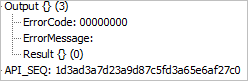 Output {} (3)
ErrorCode: 00000000
ErrorMessage:
Result {} (0)
API_SEQ: 1d3ad3a7d23a9d87c5fd3a65e6af27c0